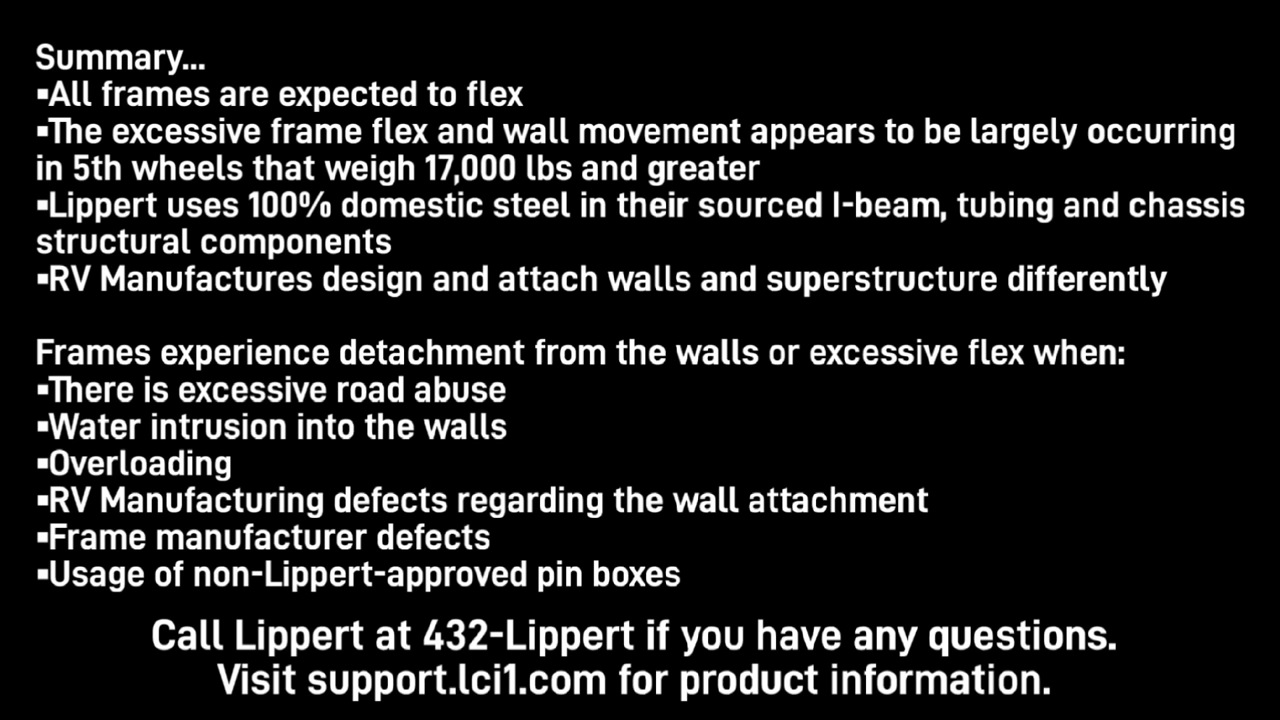 Summary...
▪All frames are expected to flex
▪The excessive frame flex and wall movement appears to be largely occurring
in 5th wheels that weigh 17,000 lbs and greater
▪Lippert uses 100% domestic steel in their sourced I-beam, tubing and chassis
structural components
▪RV Manufactures design and attach walls and superstructure differently
Frames experience detachment from the walls or excessive flex when:
▪There is excessive road abuse
▪Water intrusion into the walls
▪Overloading
▪RV Manufacturing defects regarding the wall attachment
▪Frame manufacturer defects
▪Usage of non-Lippert-approved pin boxes
Call Lippert at 432-Lippert if you have any questions.
Visit support.lci1.com for product information.